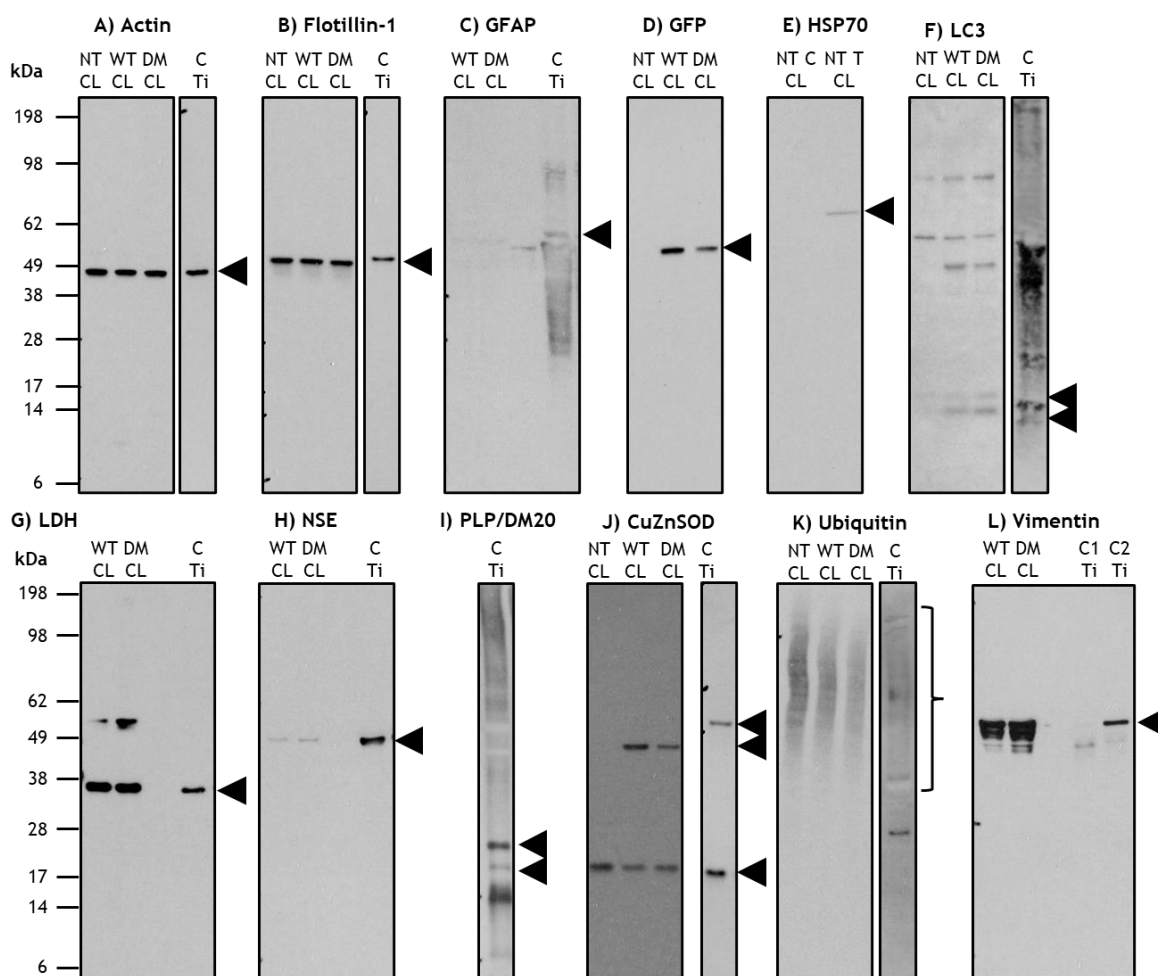 A) Actin
B) Flotillin-1
C) GFAP
D) GFP
E) HSP70
F) LC3
kDa
NT WT DM C
CL CL CL Ti
NT WT DM C
CL CL CL Ti
WT DM C
CL CL Ti
NT WT DM
CL CL CL
NT C NT T
CL CL
NT WT DM C
CL CL CL Ti
198
98
62
49
38
28
17
14
6
G) LDH
H) NSE
I) PLP/DM20
J) CuZnSOD
K) Ubiquitin
L) Vimentin
kDa
WT DM C
CL CL Ti
WT DM C
CL CL Ti
C
Ti
NT WT DM C
CL CL CL Ti
NT WT DM C
CL CL CL Ti
WT DM C1 C2
CL CL Ti Ti
198
98
62
49
38
28
17
14
6